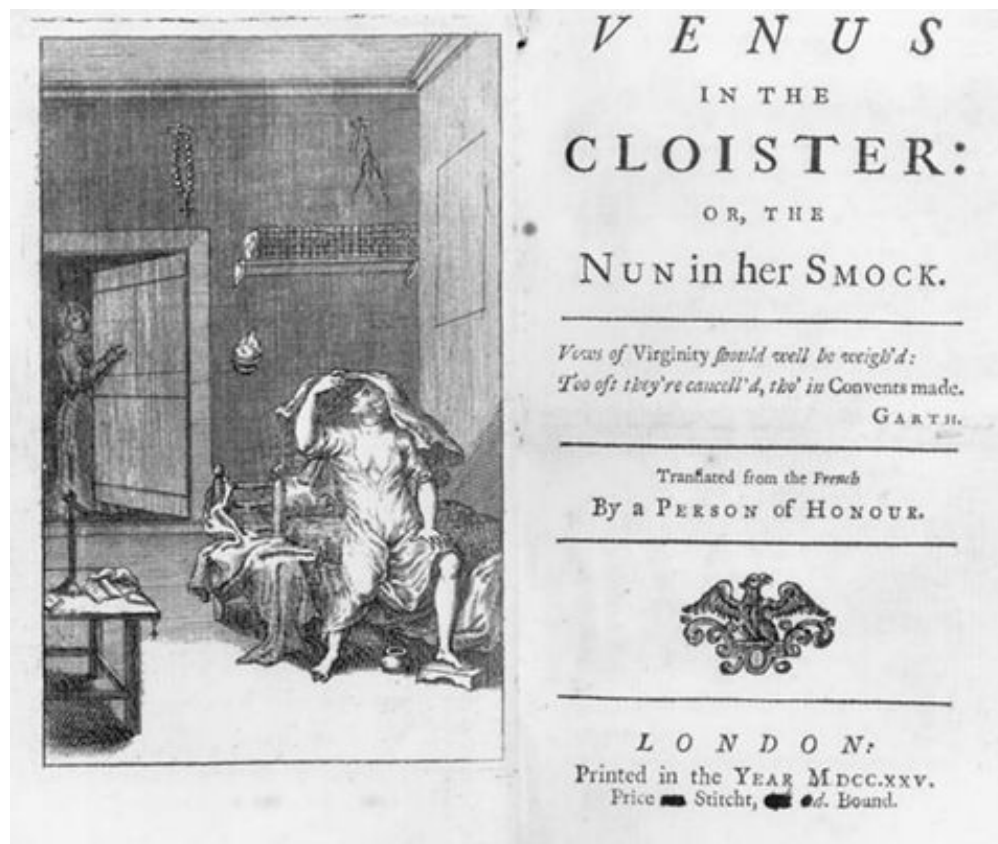 VENUS
IN THE
CLOISTER:
OR, THE
NUN in her SMOCK.
Vows of Virginity should well be weigh'd:
Too oft they're cancell'd, tho' in Convents made.
GARTH.
Translated from the French
By a PERSON of HONOUR.
LONDON:
Printed in the YEAR MDCC.XXV.
Price Stitcht, d. Bound.